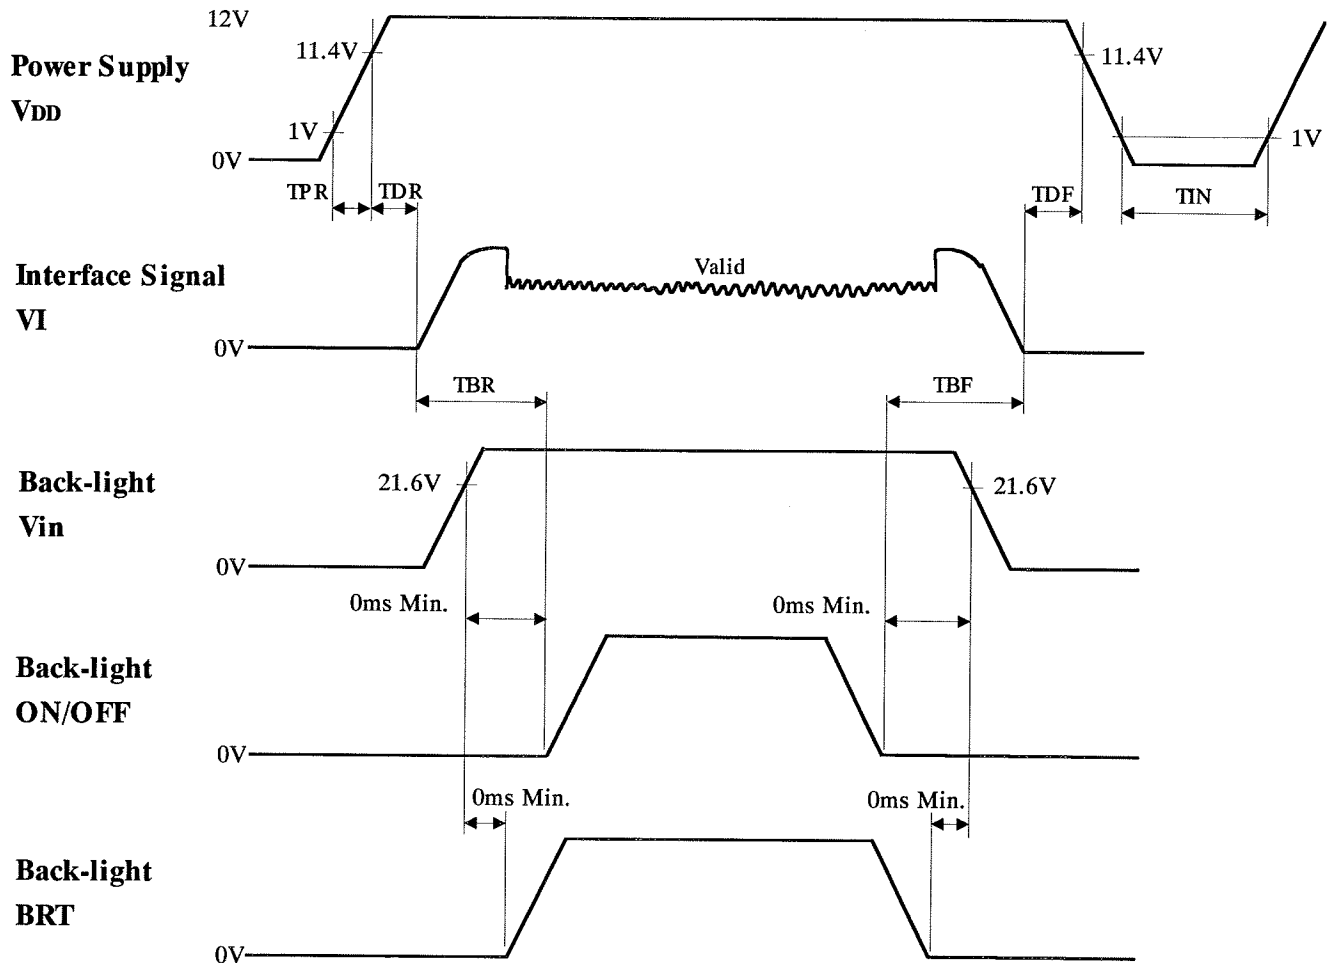 12V
11.4V
11.4V
Power Supply
VDD
1V
1V
0V
TPR
TDR
TDF
TIN
Interface Signal
VI
Valid
0V
TBR
TBF
Back-light
Vin
21.6V
21.6V
0V
0ms Min.
0ms Min.
Back-light
ON/OFF
0V
0ms Min.
0ms Min.
Back-light
BRT
0V